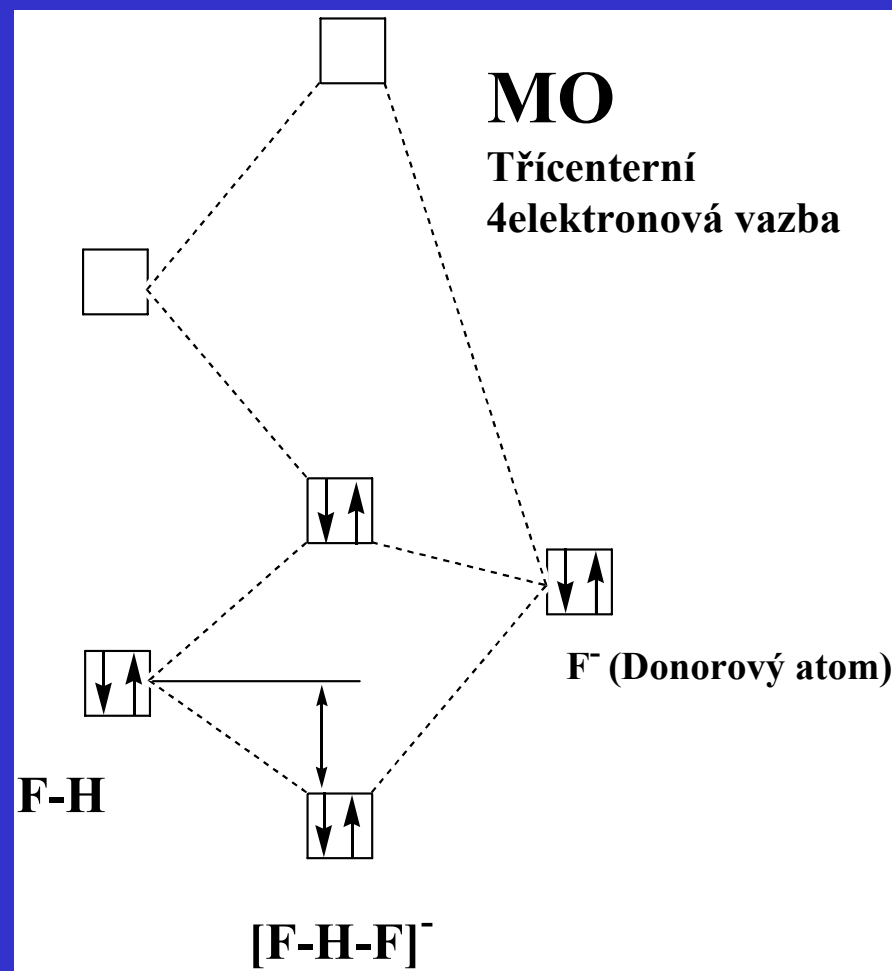 MO
Třícenterní
4elektronová vazba
F⁻ (Donorový atom)
F-H
[F-H-F]⁻